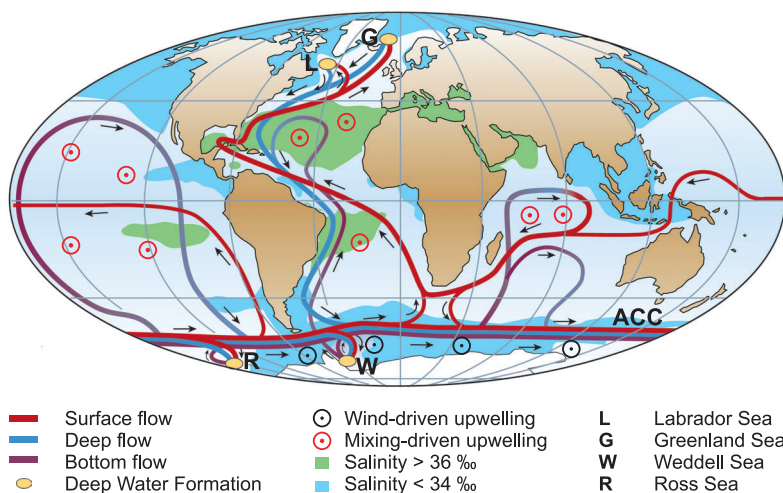 G
L
ACC
R
W
Surface flow
Deep flow
Bottom flow
Deep Water Formation
Wind-driven upwelling
Mixing-driven upwelling
Salinity > 36 ‰
Salinity < 34 ‰
L Labrador Sea
G Greenland Sea
W Weddell Sea
R Ross Sea